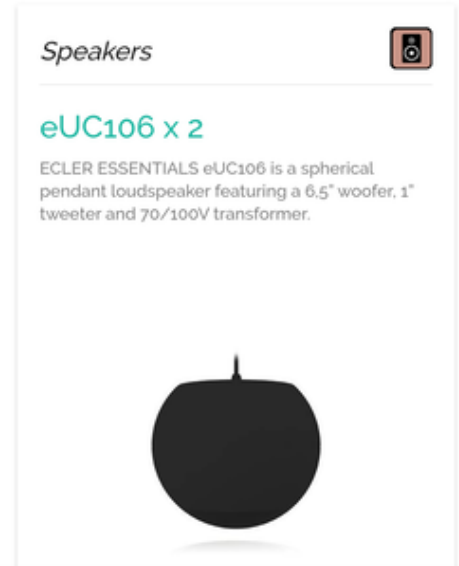 Speakers
eUC106 x 2
ECLER ESSENTIALS eUC106 is a spherical
pendant loudspeaker featuring a 6,5" woofer, 1"
tweeter and 70/100V transformer.